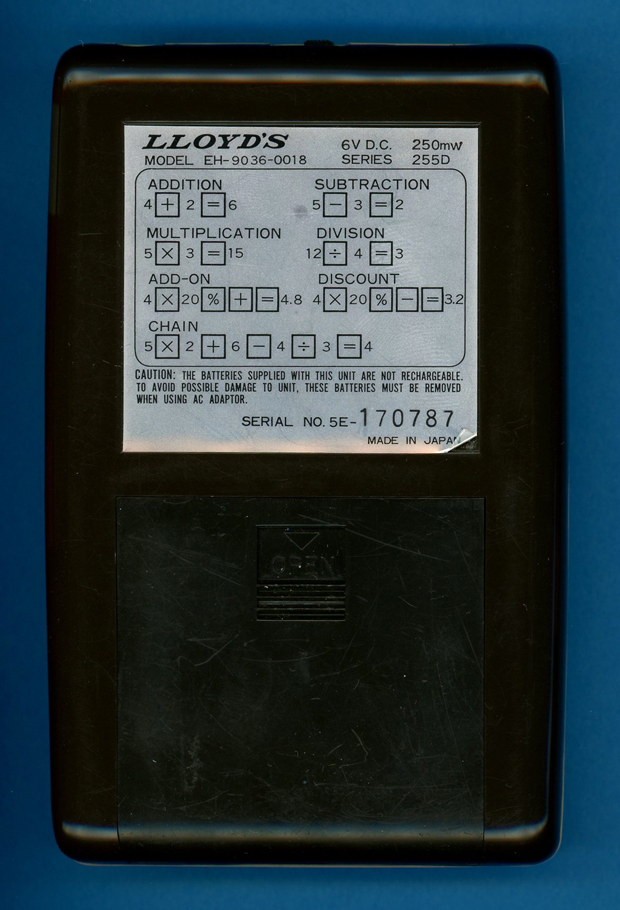 LLOYD'S 6V D.C. 250mW
MODEL EH-9036-0018 SERIES 255D
ADDITION SUBTRACTION
4 + 2 = 6 5 − 3 = 2
MULTIPLICATION DIVISION
5 × 3 = 15 12 ÷ 4 = 3
ADD-ON DISCOUNT
4 × 20 % + = 4.8 4 × 20 % − = 3.2
CHAIN
5 × 2 + 6 − 4 ÷ 3 = 4
CAUTION: THE BATTERIES SUPPLIED WITH THIS UNIT ARE NOT RECHARGEABLE.
TO AVOID POSSIBLE DAMAGE TO UNIT, THESE BATTERIES MUST BE REMOVED
WHEN USING AC ADAPTOR.
SERIAL NO. 5E-170787
MADE IN JAPAN
OPEN